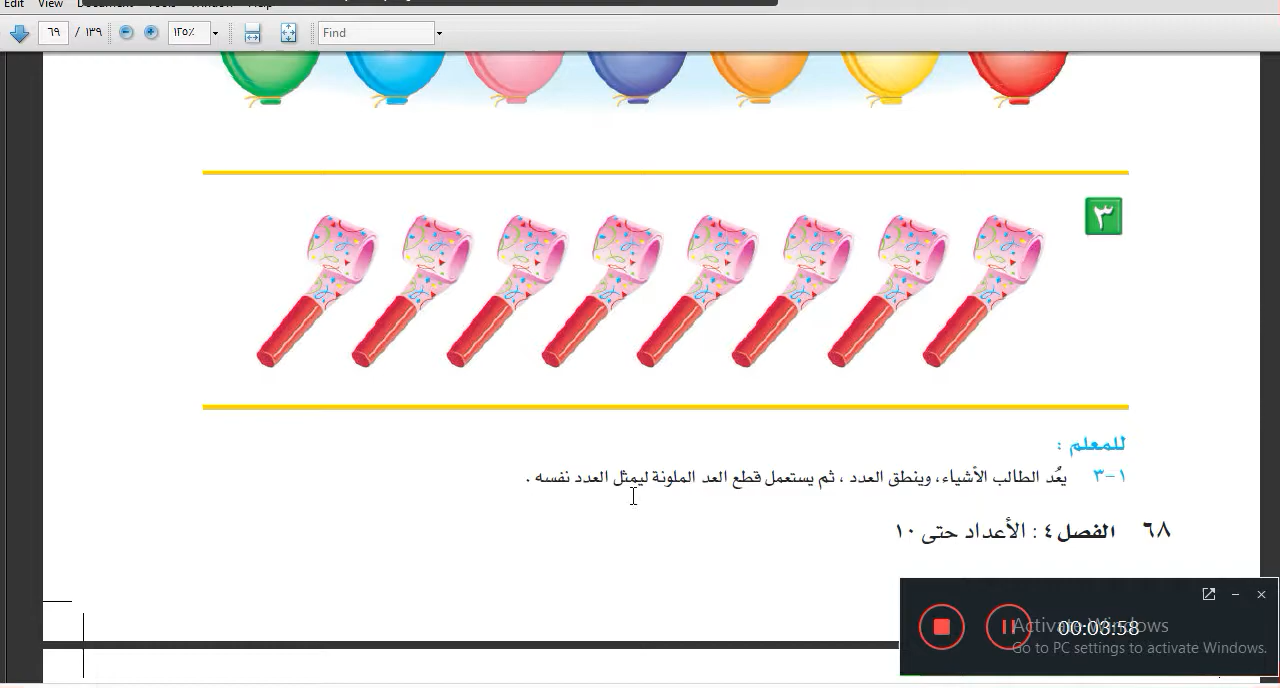 Edit View Document Tools Window Help
٦٩ / ١٣٩ ١٢٥٪ Find
٣
للمعلم :
١-٣ يعُد الطالب الأشياء، وينطق العدد ، ثم يستعمل قطع العد الملونة ليمثل العدد نفسه .
٦٨ الفصل ٤ : الأعداد حتى ١٠
00:03:58
Activate Windows
Go to PC settings to activate Windows.